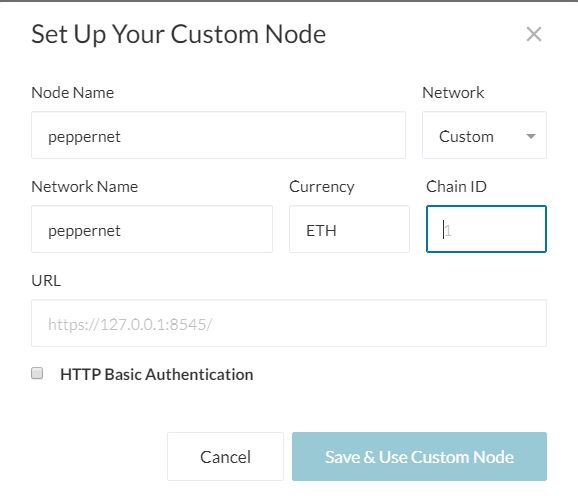 Set Up Your Custom Node
Node Name Network
peppernet Custom
Network Name Currency Chain ID
peppernet ETH 1
URL
https://127.0.0.1:8545/
HTTP Basic Authentication
Cancel Save & Use Custom Node